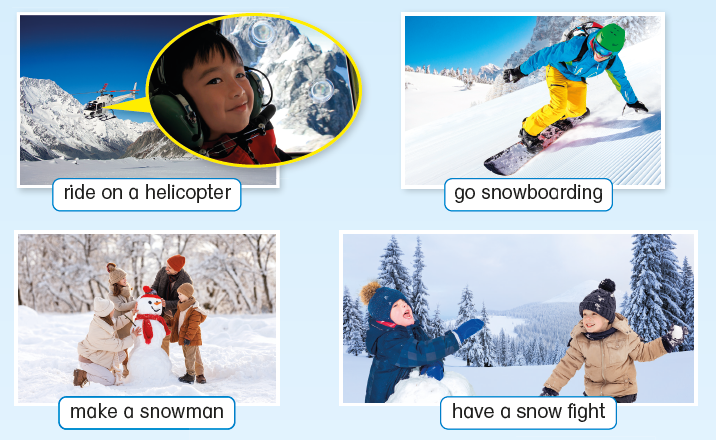 ride on a helicopter
go snowboarding
make a snowman
have a snow fight